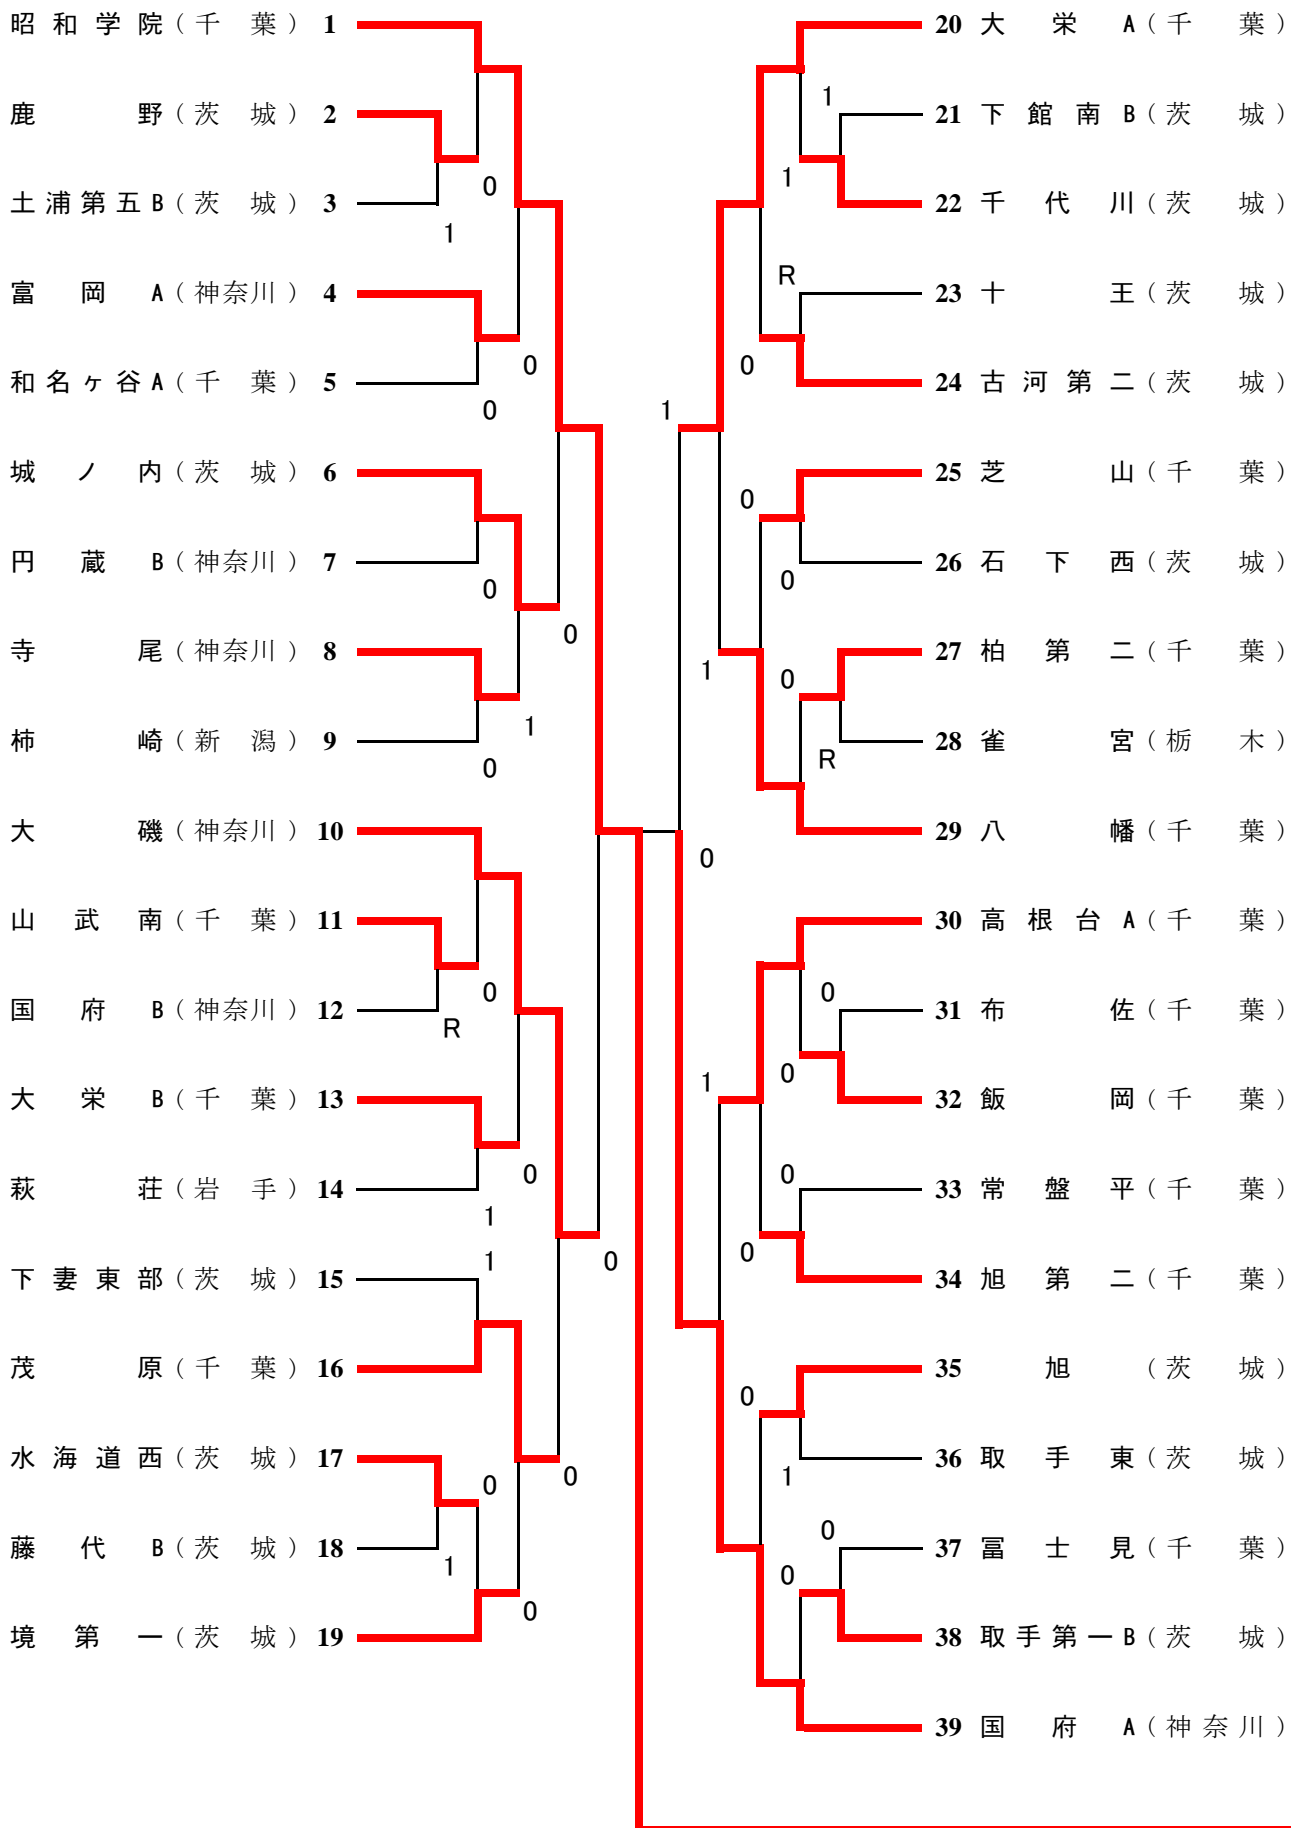 昭和学院（千葉）1
鹿野（茨城）2
土浦第五B（茨城）3
富岡A（神奈川）4
和名ヶ谷A（千葉）5
城ノ内（茨城）6
円蔵B（神奈川）7
寺尾（神奈川）8
柿崎（新潟）9
大磯（神奈川）10
山武南（千葉）11
国府B（神奈川）12
大栄B（千葉）13
萩荘（岩手）14
下妻東部（茨城）15
茂原（千葉）16
水海道西（茨城）17
藤代B（茨城）18
境第一（茨城）19
0
1
0
0
0
0
1
0
0
R
0
1
1
0
0
0
1
0
1
0
1
1
R
0
0
0
1
0
R
0
0
1
0
0
0
1
0
0
20 大栄A（千葉）
21 下館南B（茨城）
22 千代川（茨城）
23 十王（茨城）
24 古河第二（茨城）
25 芝山（千葉）
26 石下西（茨城）
27 柏第二（千葉）
28 雀宮（栃木）
29 八幡（千葉）
30 高根台A（千葉）
31 布佐（千葉）
32 飯岡（千葉）
33 常盤平（千葉）
34 旭第二（千葉）
35 旭（茨城）
36 取手東（茨城）
37 冨士見（千葉）
38 取手第一B（茨城）
39 国府A（神奈川）